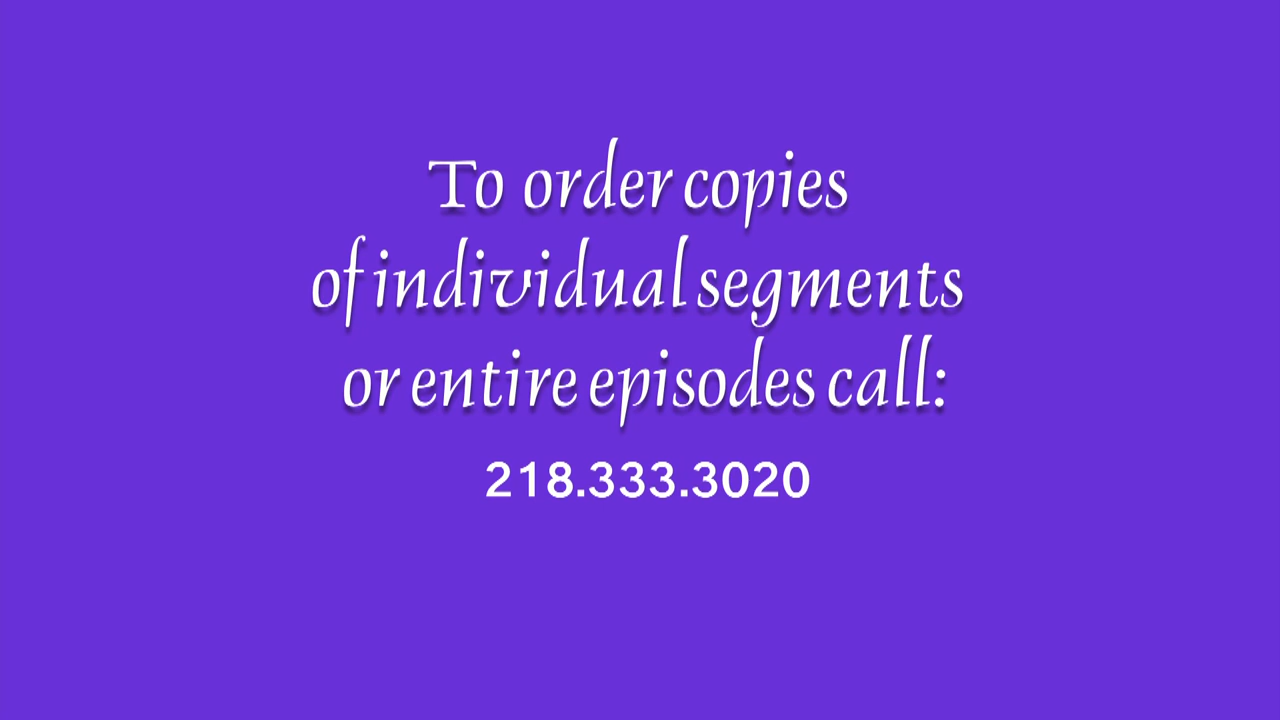 To order copies
of individual segments
or entire episodes call:
218.333.3020